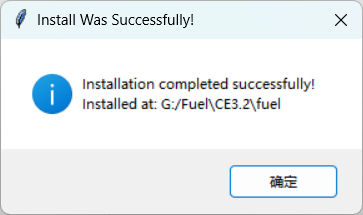 Install Was Successfully!
Installation completed successfully!
Installed at: G:/Fuel\CE3.2\fuel
确定